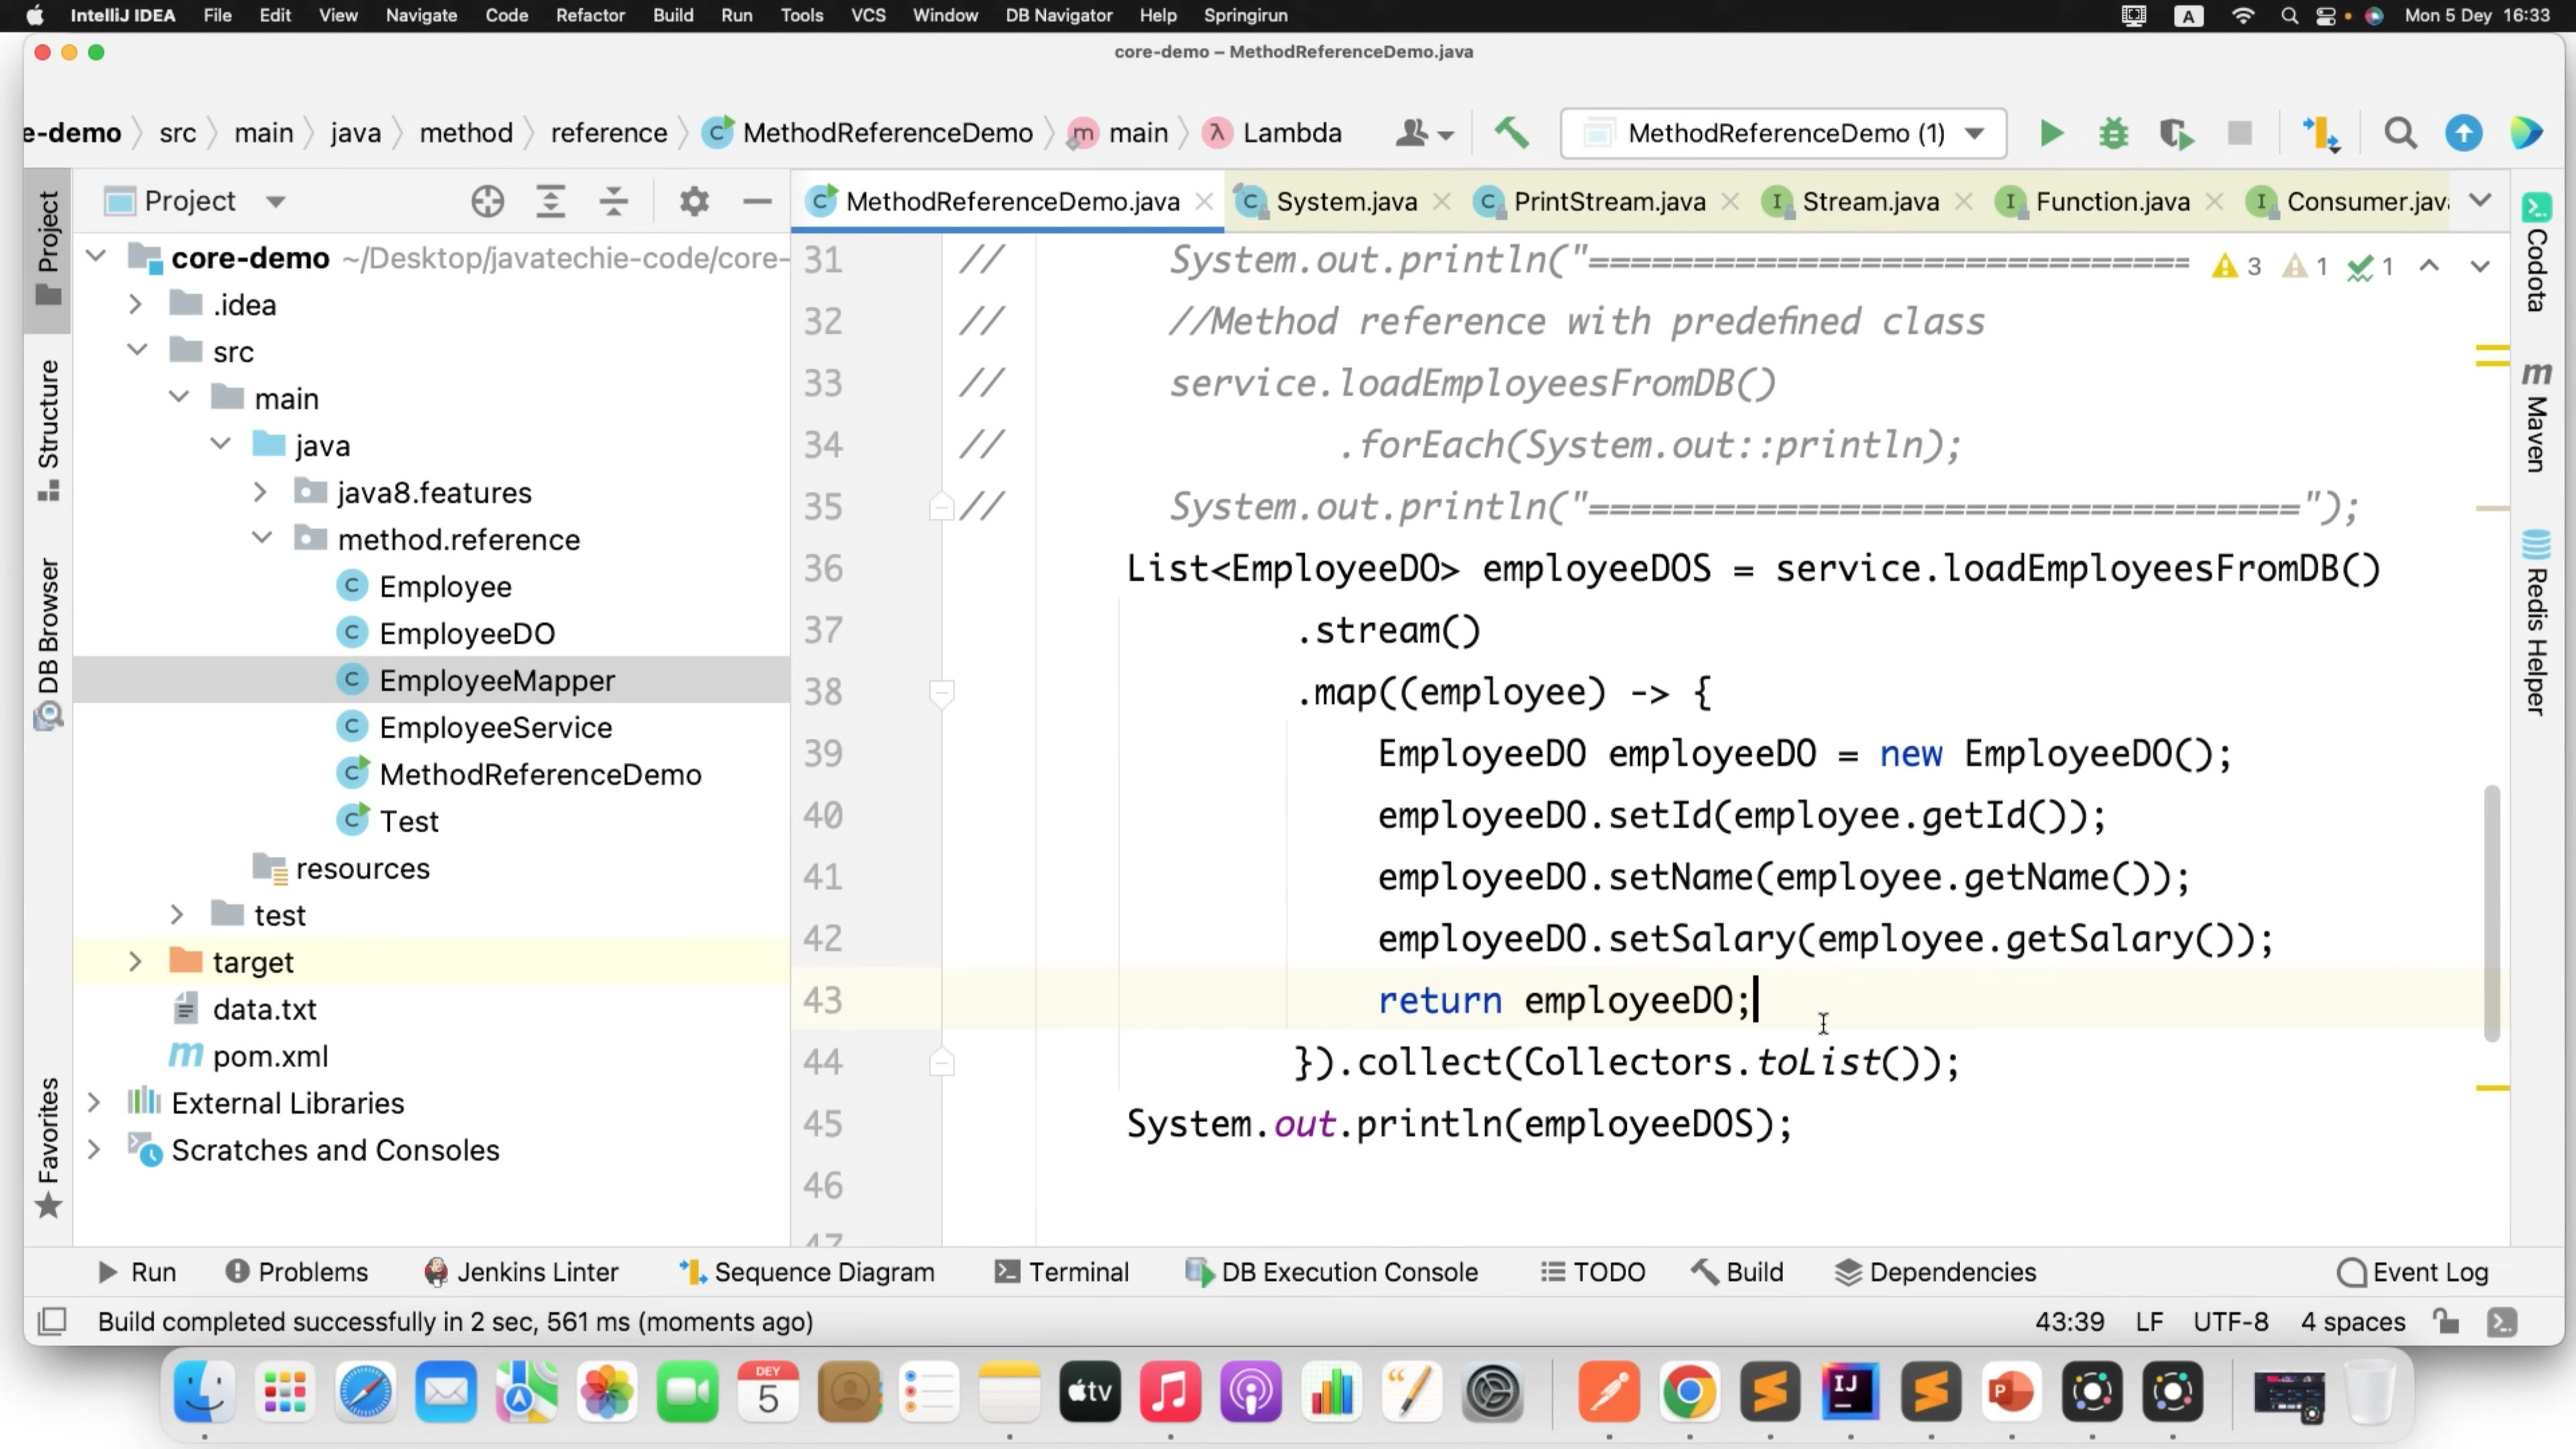 IntelliJ IDEA File Edit View Navigate Code Refactor Build Run Tools VCS Window DB Navigator Help Springirun A Mon 5 Dey 16:33
core-demo – MethodReferenceDemo.java
e-demo src main java method reference MethodReferenceDemo main Lambda MethodReferenceDemo (1)
Project
MethodReferenceDemo.java System.java PrintStream.java Stream.java Function.java Consumer.java
core-demo ~/Desktop/javatechie-code/core-
.idea
src
main
java
java8.features
method.reference
Employee
EmployeeDO
EmployeeMapper
EmployeeService
MethodReferenceDemo
Test
resources
test
target
data.txt
pom.xml
External Libraries
Scratches and Consoles
Project
Structure
DB Browser
Favorites
31 // System.out.println("=============================
3 1 1
32 // //Method reference with predefined class
33 // service.loadEmployeesFromDB()
34 // .forEach(System.out::println);
35 // System.out.println("==================================");
36 List<EmployeeDO> employeeDOS = service.loadEmployeesFromDB()
37 .stream()
38 .map((employee) -> {
39 EmployeeDO employeeDO = new EmployeeDO();
40 employeeDO.setId(employee.getId());
41 employeeDO.setName(employee.getName());
42 employeeDO.setSalary(employee.getSalary());
43 return employeeDO;
44 }).collect(Collectors.toList());
45 System.out.println(employeeDOS);
46
47
Codota
Maven
Redis Helper
Run Problems Jenkins Linter Sequence Diagram Terminal DB Execution Console TODO Build Dependencies Event Log
Build completed successfully in 2 sec, 561 ms (moments ago) 43:39 LF UTF-8 4 spaces
DEY
5
tv
IJ
P